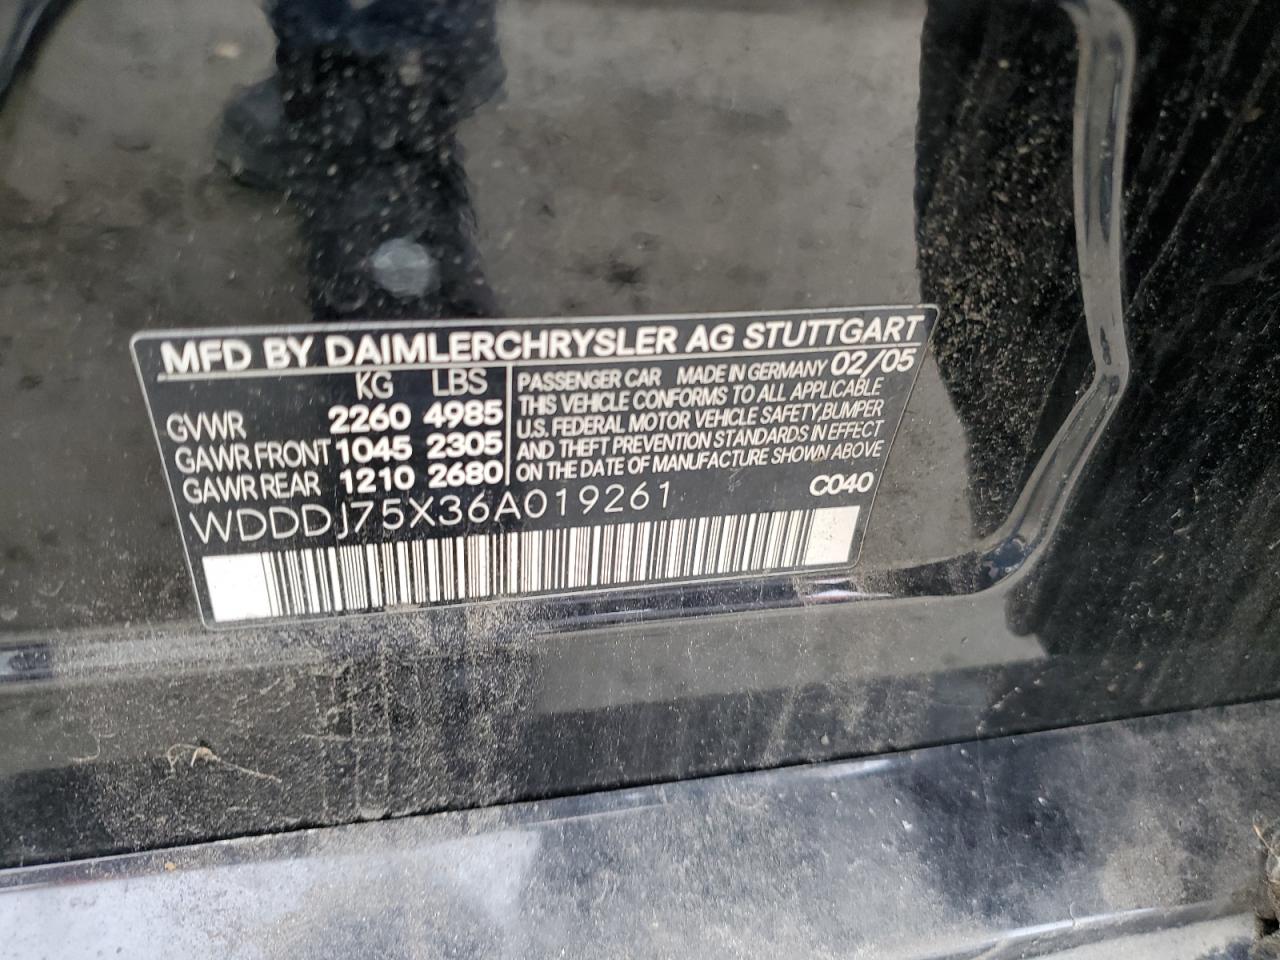 MFD BY DAIMLERCHRYSLER AG STUTTGART
KG LBS
GVWR 2260 4985
GAWR FRONT 1045 2305
GAWR REAR 1210 2680
PASSENGER CAR MADE IN GERMANY 02/05
THIS VEHICLE CONFORMS TO ALL APPLICABLE
U.S. FEDERAL MOTOR VEHICLE SAFETY, BUMPER
AND THEFT PREVENTION STANDARDS IN EFFECT
ON THE DATE OF MANUFACTURE SHOWN ABOVE
WDDDJ75X36A019261
C040